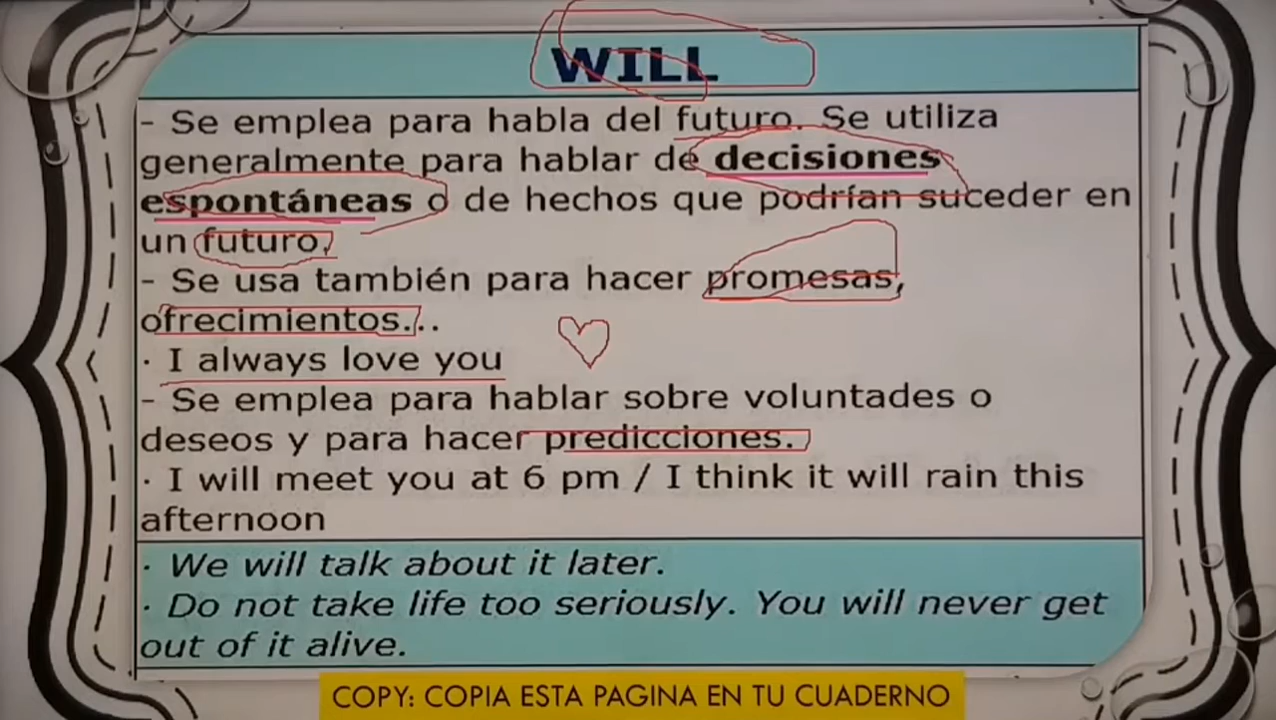 WILL
- Se emplea para habla del futuro. Se utiliza
generalmente para hablar de decisiones
espontáneas o de hechos que podrían suceder en
un futuro.
- Se usa también para hacer promesas,
ofrecimientos...
· I always love you
- Se emplea para hablar sobre voluntades o
deseos y para hacer predicciones.
· I will meet you at 6 pm / I think it will rain this
afternoon
· We will talk about it later.
· Do not take life too seriously. You will never get
out of it alive.
COPY: COPIA ESTA PAGINA EN TU CUADERNO